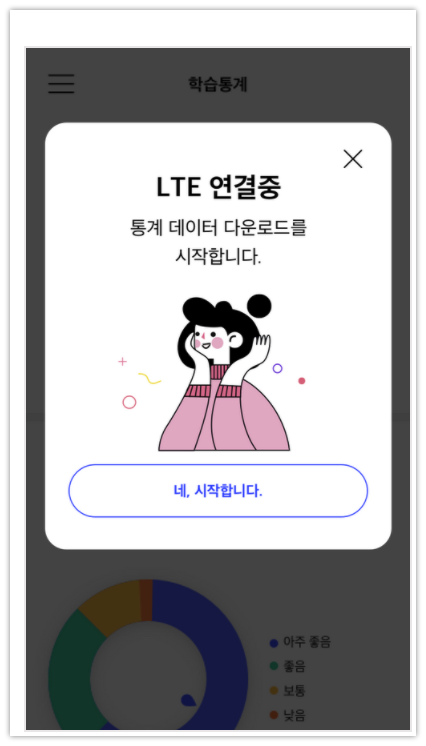 학습통계
LTE 연결중
통계 데이터 다운로드를
시작합니다.
네, 시작합니다.
아주 좋음
좋음
보통
낮음